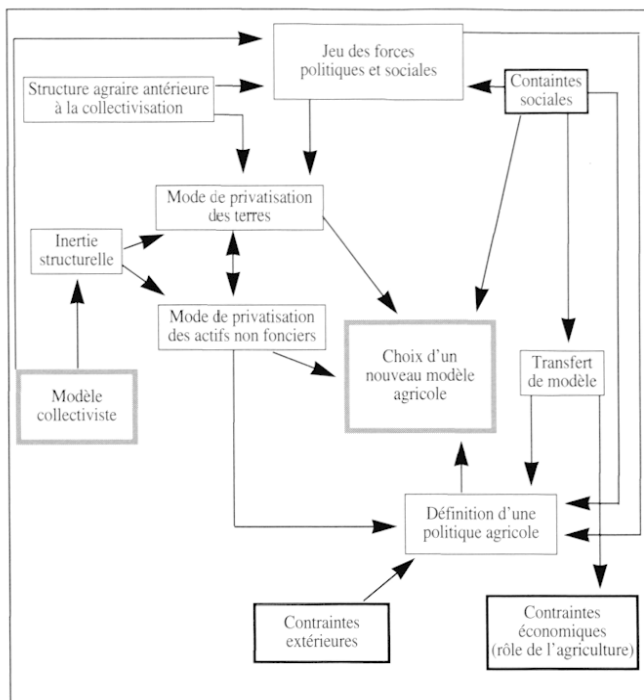 Jeu des forces
politiques et sociales
Structure agraire antérieure
à la collectivisation
Containtes
sociales
Mode de privatisation
des terres
Inertie
structurelle
Mode de privatisation
des actifs non fonciers
Choix d'un
nouveau modèle
agricole
Transfert
de modèle
Modèle
collectiviste
Définition d'une
politique agricole
Contraintes
extérieures
Contraintes
économiques
(rôle de l'agriculture)